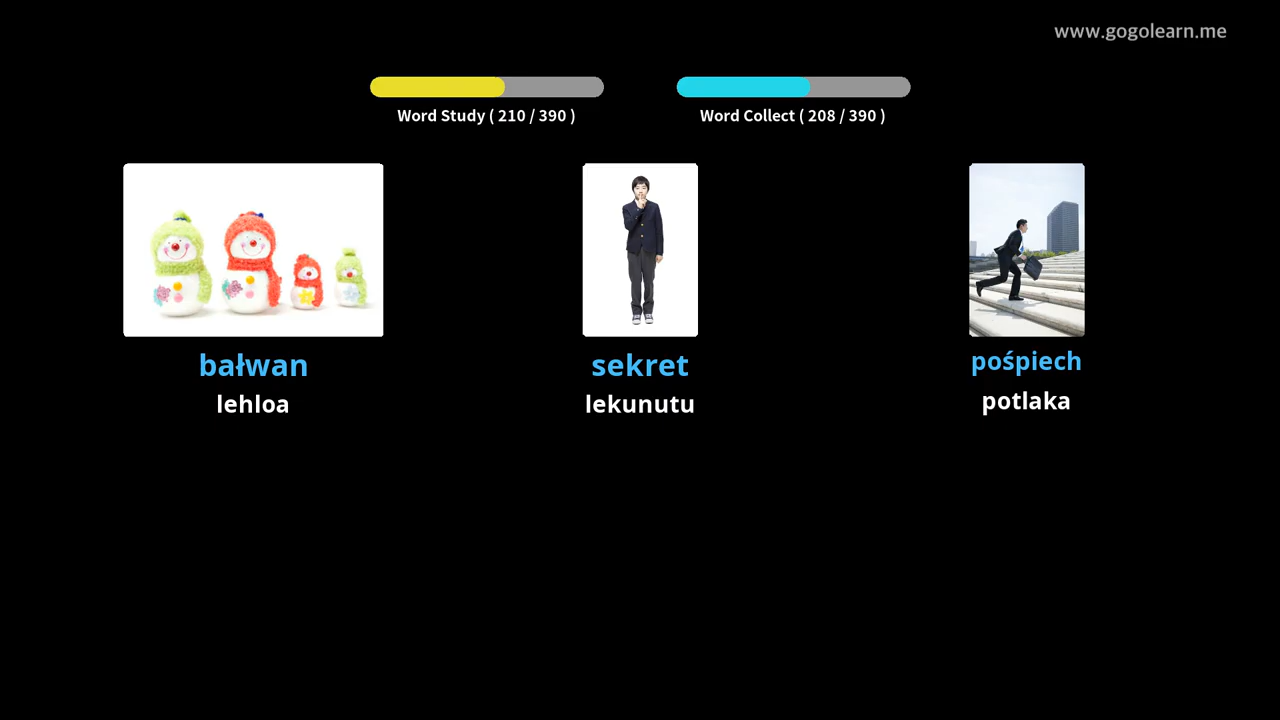 www.gogolearn.me
Word Study ( 210 / 390 )
Word Collect ( 208 / 390 )
bałwan
lehloa
sekret
lekunutu
pośpiech
potlaka